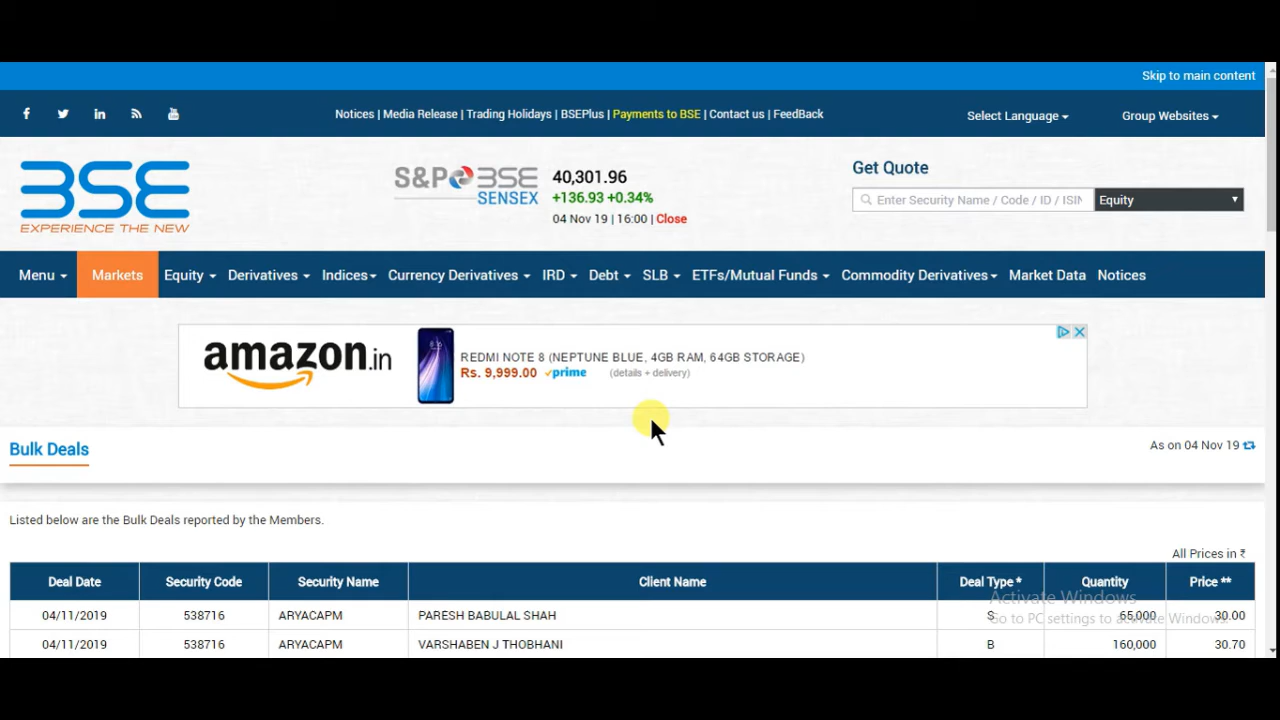 Skip to main content
Notices | Media Release | Trading Holidays | BSEPlus | Payments to BSE | Contact us | FeedBack
Select Language
Group Websites
BSE
EXPERIENCE THE NEW
S&P BSE
SENSEX
40,301.96
+136.93 +0.34%
04 Nov 19 | 16:00 | Close
Get Quote
Enter Security Name / Code / ID / ISIN
Equity
Menu Markets Equity Derivatives Indices Currency Derivatives IRD Debt SLB ETFs/Mutual Funds Commodity Derivatives Market Data Notices
amazon.in
REDMI NOTE 8 (NEPTUNE BLUE, 4GB RAM, 64GB STORAGE)
Rs. 9,999.00 prime (details + delivery)
Bulk Deals
As on 04 Nov 19
Listed below are the Bulk Deals reported by the Members.
All Prices in ₹
Deal Date Security Code Security Name Client Name Deal Type * Quantity Price **
04/11/2019 538716 ARYACAPM PARESH BABULAL SHAH S 65,000 30.00
04/11/2019 538716 ARYACAPM VARSHABEN J THOBHANI B 160,000 30.70
Activate Windows
Go to PC settings to activate Windows.